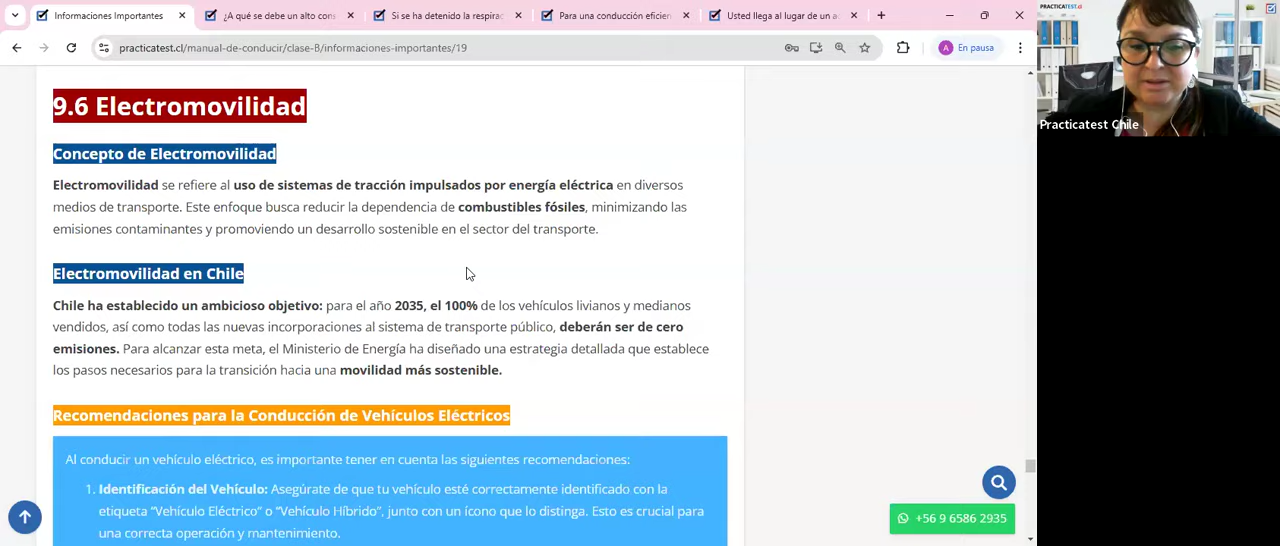 Informaciones Importantes
¿A qué se debe un alto cons
Si se ha detenido la respirac
Para una conducción eficien
Usted llega al lugar de un ac
practicatest.cl/manual-de-conducir/clase-B/informaciones-importantes/19
A
En pausa
PRACTICATEST.cl
Practicatest Chile
9.6 Electromovilidad
Concepto de Electromovilidad
Electromovilidad se refiere al uso de sistemas de tracción impulsados por energía eléctrica en diversos
medios de transporte. Este enfoque busca reducir la dependencia de combustibles fósiles, minimizando las
emisiones contaminantes y promoviendo un desarrollo sostenible en el sector del transporte.
Electromovilidad en Chile
Chile ha establecido un ambicioso objetivo: para el año 2035, el 100% de los vehículos livianos y medianos
vendidos, así como todas las nuevas incorporaciones al sistema de transporte público, deberán ser de cero
emisiones. Para alcanzar esta meta, el Ministerio de Energía ha diseñado una estrategia detallada que establece
los pasos necesarios para la transición hacia una movilidad más sostenible.
Recomendaciones para la Conducción de Vehículos Eléctricos
Al conducir un vehículo eléctrico, es importante tener en cuenta las siguientes recomendaciones:
1. Identificación del Vehículo: Asegúrate de que tu vehículo esté correctamente identificado con la
etiqueta “Vehículo Eléctrico” o “Vehículo Híbrido”, junto con un ícono que lo distinga. Esto es crucial para
una correcta operación y mantenimiento.
+56 9 6586 2935